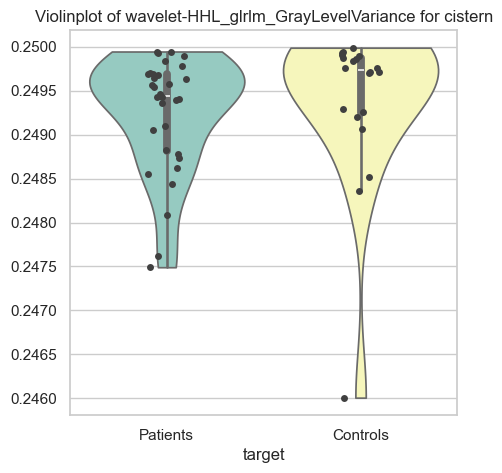 Violinplot of wavelet-HHL_glrlm_GrayLevelVariance for cistern
0.2500
0.2495
0.2490
0.2485
0.2480
0.2475
0.2470
0.2465
0.2460
Patients
Controls
target